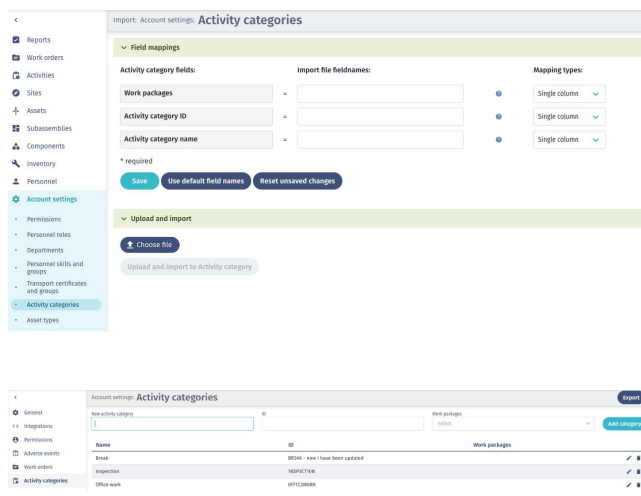 Import: Account settings: Activity categories
Reports
Work orders
Activities
Sites
Assets
Subassemblies
Components
Inventory
Personnel
Account settings
Permissions
Personnel roles
Departments
Personnel skills and
groups
Transport certificates
and groups
Activity categories
Asset types
Field mappings
Activity category fields: Import file fieldnames: Mapping types:
Work packages = Single column
Activity category ID = Single column
Activity category name = Single column
* required
Save Use default field names Reset unsaved changes
Upload and import
Choose file
Upload and import to Activity category
Account settings: Activity categories Export
General
Integrations
Permissions
Adverse events
Work orders
Activity categories
New activity category ID Work packages
Select Add category
Name ID Work packages
Break BR3AK - now I have been updated
Inspection 1N5P3CT10N
Office work 0FF1C3W0RK